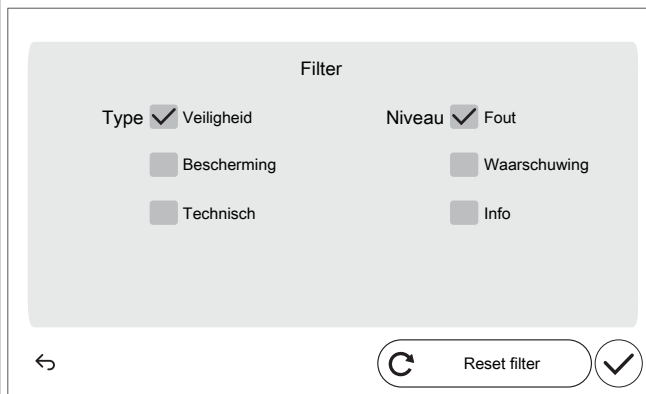 Filter
Type Veiligheid Niveau Fout
Bescherming Waarschuwing
Technisch Info
Reset filter